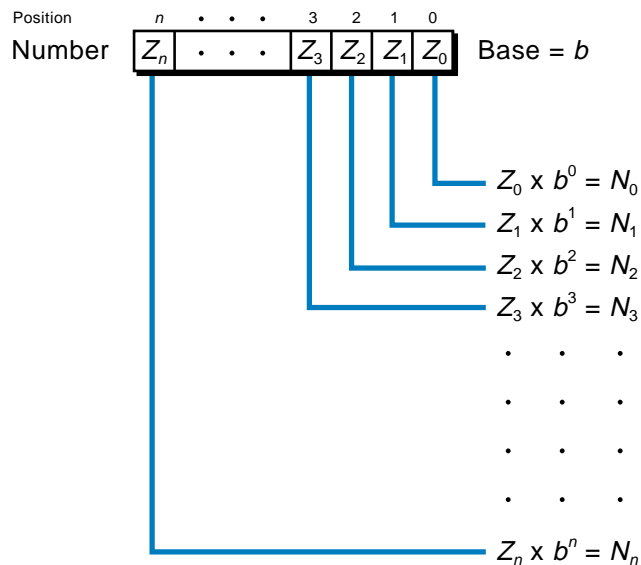 Position n · · · 3 2 1 0
Number Zₙ · · · Z₃ Z₂ Z₁ Z₀ Base = b
Z₀ x b⁰ = N₀
Z₁ x b¹ = N₁
Z₂ x b² = N₂
Z₃ x b³ = N₃
· · ·
· · ·
· · ·
· · ·
Zₙ x bⁿ = Nₙ